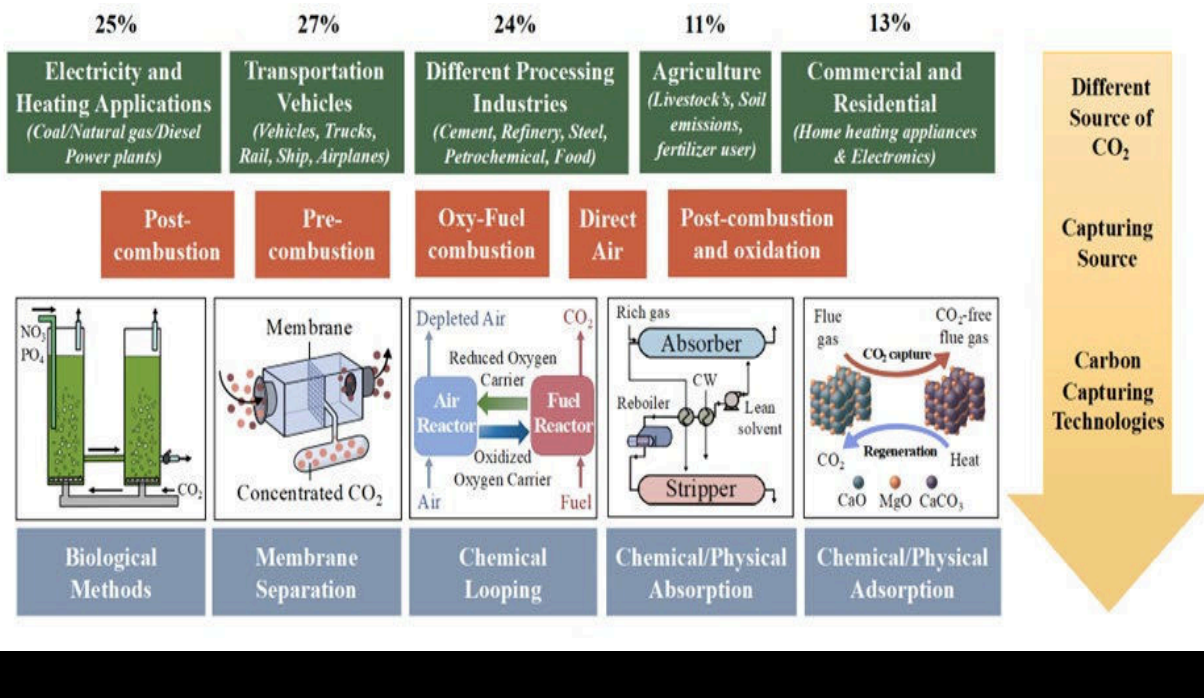 25%
27%
24%
11%
13%
Electricity and
Heating Applications
(Coal/Natural gas/Diesel
Power plants)
Transportation
Vehicles
(Vehicles, Trucks,
Rail, Ship, Airplanes)
Different Processing
Industries
(Cement, Refinery, Steel,
Petrochemical, Food)
Agriculture
(Livestock's, Soil
emissions,
fertilizer user)
Commercial and
Residential
(Home heating appliances
& Electronics)
Different
Source of
CO₂
Post-
combustion
Pre-
combustion
Oxy-Fuel
combustion
Direct
Air
Post-combustion
and oxidation
Capturing
Source
NO₃
PO₄
CO₂
Membrane
Concentrated CO₂
Depleted Air
CO₂
Reduced Oxygen
Carrier
Air
Reactor
Fuel
Reactor
Oxidized
Oxygen Carrier
Air
Fuel
Rich gas
Absorber
CW
Reboiler
Lean
solvent
Stripper
Flue
gas
CO₂-free
flue gas
CO₂ capture
Regeneration
CO₂
Heat
CaO
MgO
CaCO₃
Carbon
Capturing
Technologies
Biological
Methods
Membrane
Separation
Chemical
Looping
Chemical/Physical
Absorption
Chemical/Physical
Adsorption